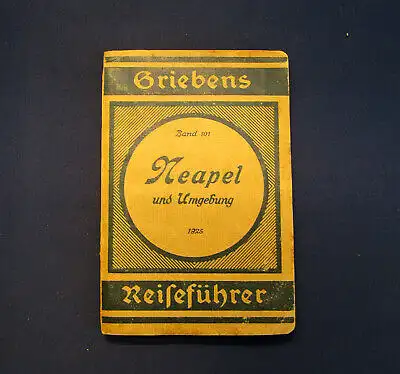 Griebens
Band 101
Neapel
und Umgebung
1925
Reiseführer